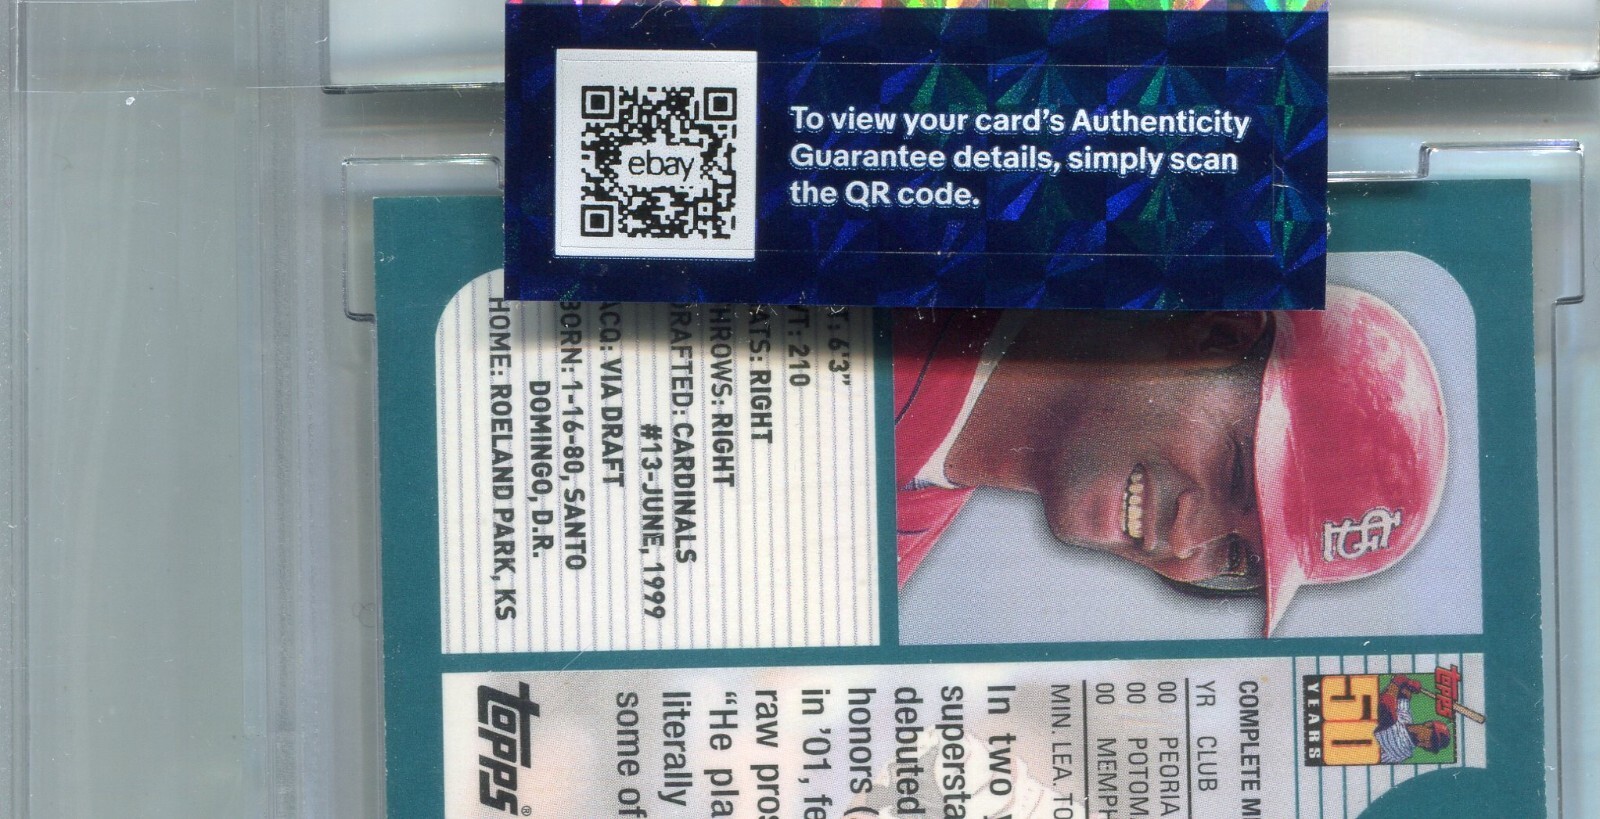 ebay
To view your card's Authenticity
Guarantee details, simply scan
the QR code.
T: 6'3"
WT: 210
ATS: RIGHT
THROWS: RIGHT
DRAFTED: CARDINALS
#13-JUNE, 1999
ACQ: VIA DRAFT
BORN: 1-16-80, SANTO
DOMINGO, D.R.
HOME: ROELAND PARK, KS
topps
50
YEARS
COMPLETE MI
YR CLUB
00 PEORIA
00 POTOM
00 MEMPH
MIN. LEA. TO
In two y
supersta
debuted
honors (
in '01, fe
raw pros
"He pla
literally
some of
topps®